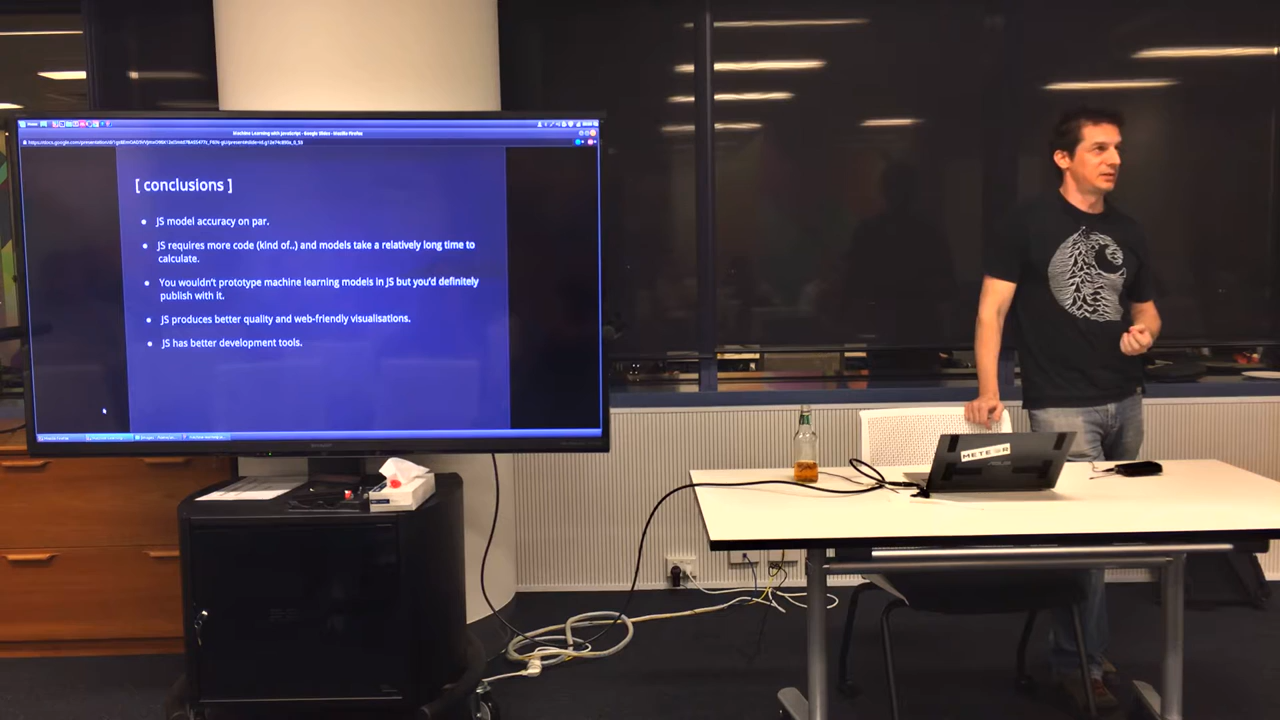 Machine Learning with JavaScript - Google Slides - Mozilla Firefox
[ conclusions ]
JS model accuracy on par.
JS requires more code (kind of..) and models take a relatively long time to
calculate.
You wouldn't prototype machine learning models in JS but you'd definitely
publish with it.
JS produces better quality and web-friendly visualisations.
JS has better development tools.
SHARP
METEOR
ASUS